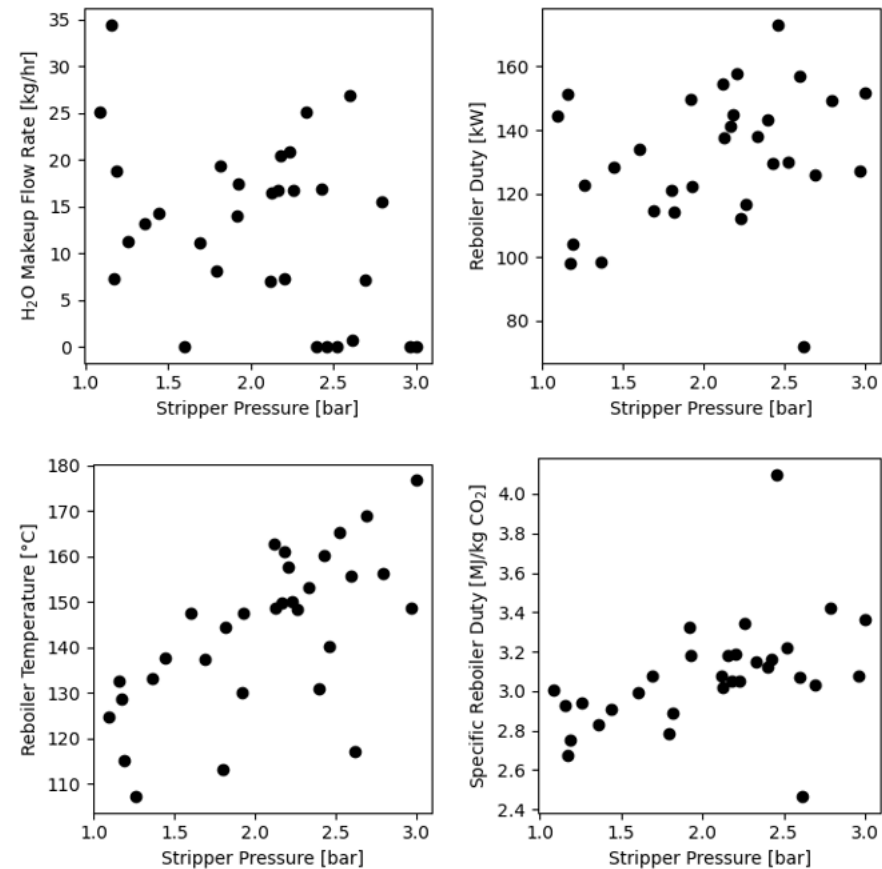 H₂O Makeup Flow Rate [kg/hr]
35
30
25
20
15
10
5
0
1.0 1.5 2.0 2.5 3.0
Stripper Pressure [bar]
Reboiler Duty [kW]
160
140
120
100
80
1.0 1.5 2.0 2.5 3.0
Stripper Pressure [bar]
Reboiler Temperature [°C]
180
170
160
150
140
130
120
110
1.0 1.5 2.0 2.5 3.0
Stripper Pressure [bar]
Specific Reboiler Duty [MJ/kg CO₂]
4.0
3.8
3.6
3.4
3.2
3.0
2.8
2.6
2.4
1.0 1.5 2.0 2.5 3.0
Stripper Pressure [bar]